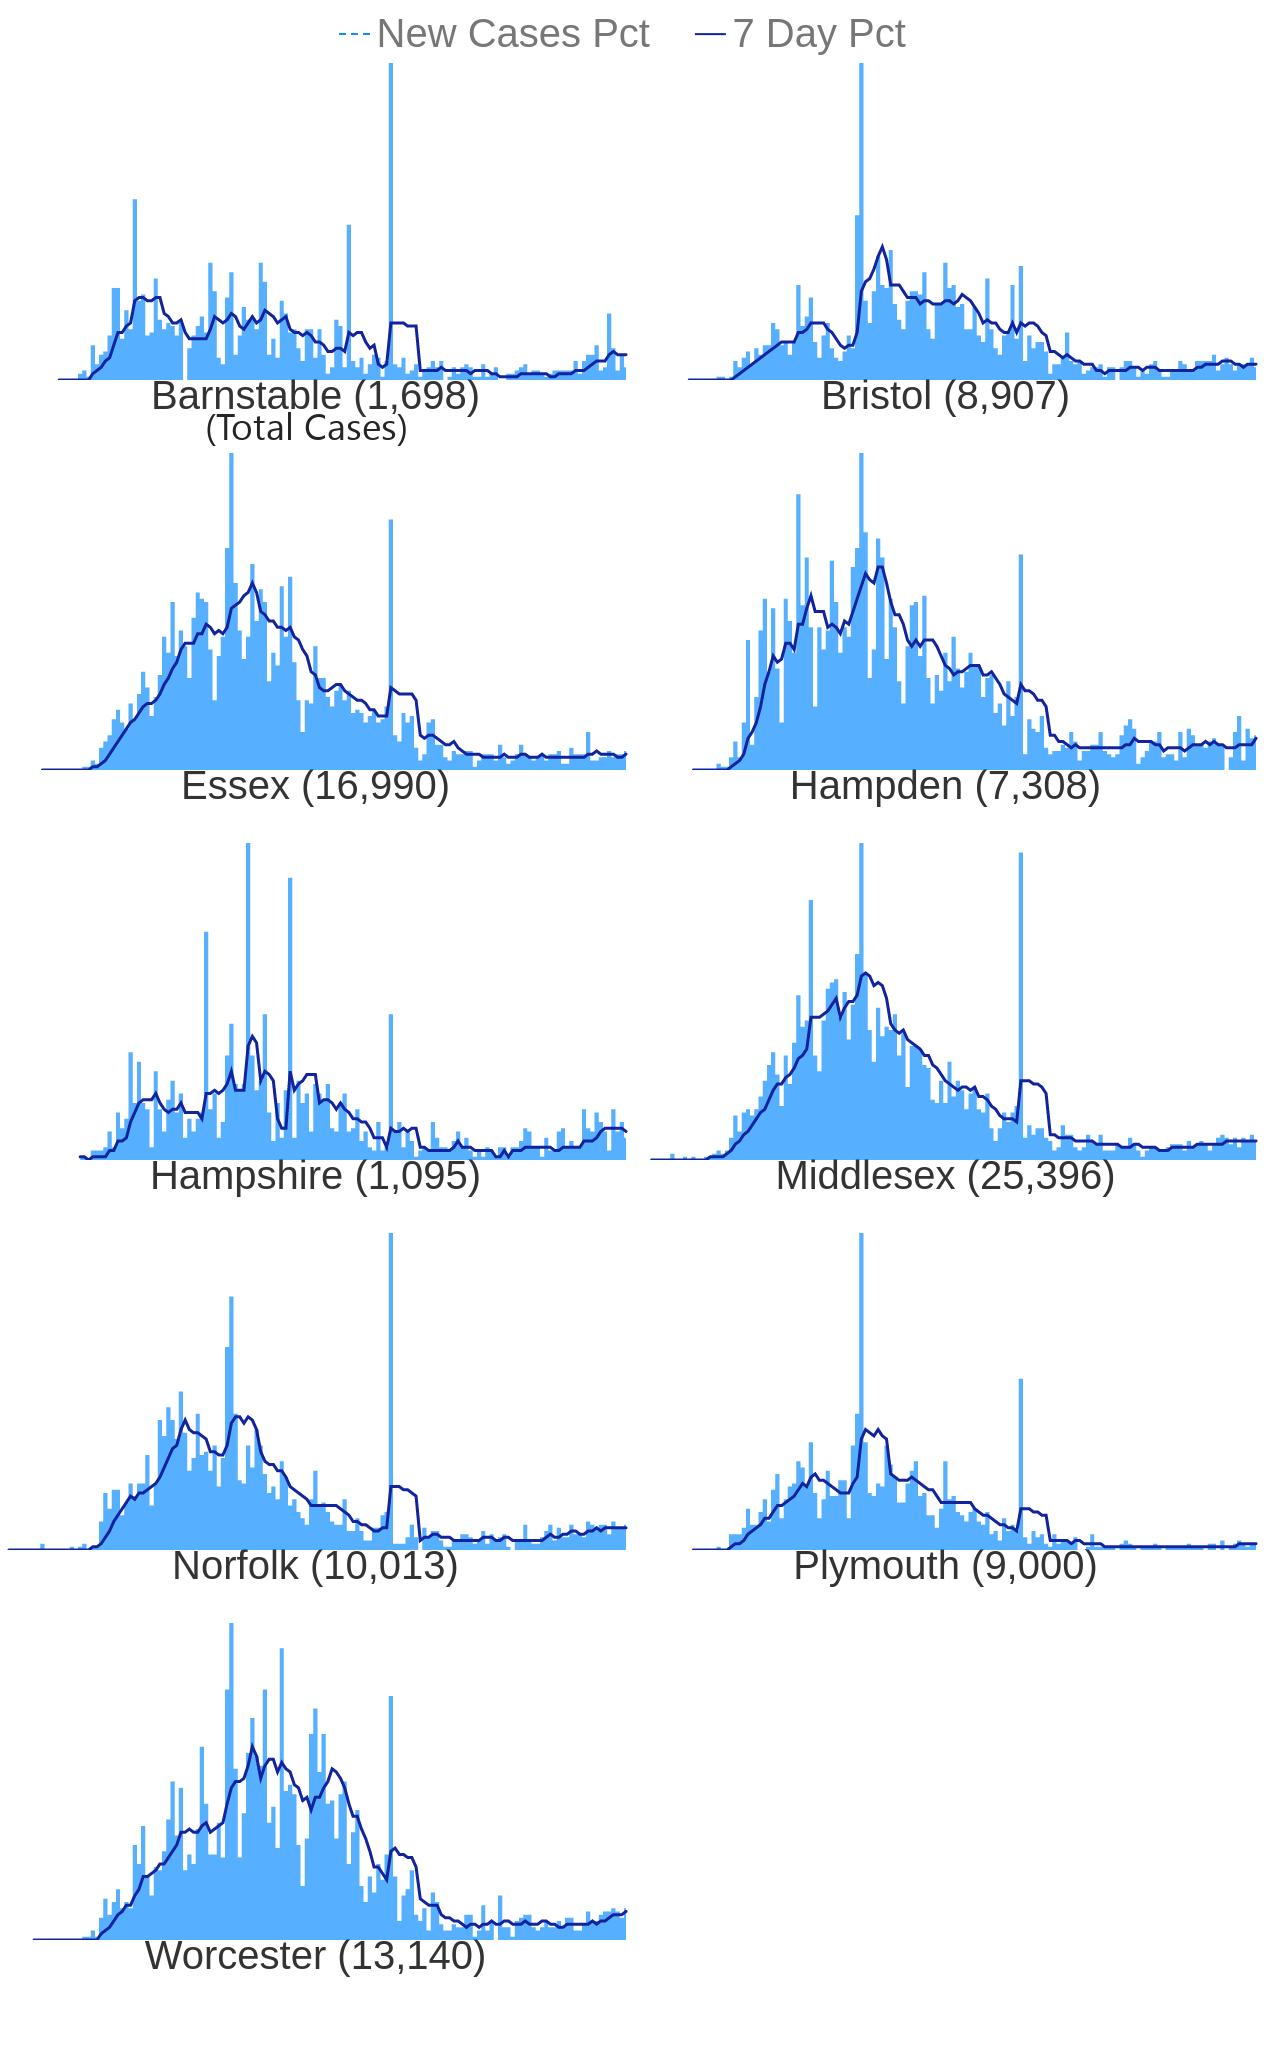 New Cases Pct 7 Day Pct
Barnstable (1,698) Bristol (8,907)
(Total Cases)
Essex (16,990) Hampden (7,308)
Hampshire (1,095) Middlesex (25,396)
Norfolk (10,013) Plymouth (9,000)
Worcester (13,140)